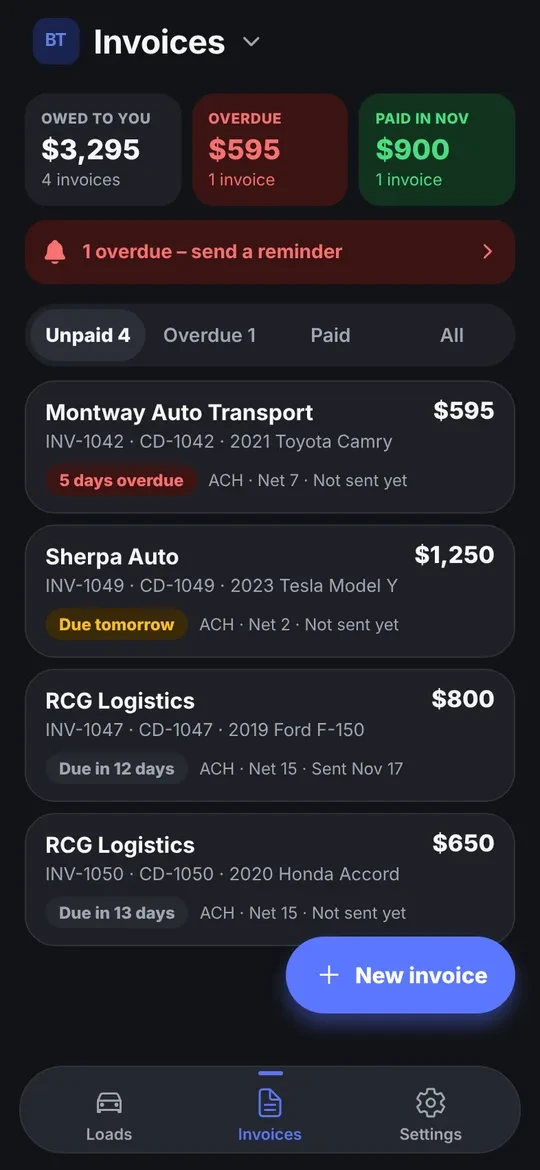 BT Invoices
OWED TO YOU
$3,295
4 invoices
OVERDUE
$595
1 invoice
PAID IN NOV
$900
1 invoice
1 overdue – send a reminder
Unpaid 4 Overdue 1 Paid All
Montway Auto Transport $595
INV-1042 · CD-1042 · 2021 Toyota Camry
5 days overdue ACH · Net 7 · Not sent yet
Sherpa Auto $1,250
INV-1049 · CD-1049 · 2023 Tesla Model Y
Due tomorrow ACH · Net 2 · Not sent yet
RCG Logistics $800
INV-1047 · CD-1047 · 2019 Ford F-150
Due in 12 days ACH · Net 15 · Sent Nov 17
RCG Logistics $650
INV-1050 · CD-1050 · 2020 Honda Accord
Due in 13 days ACH · Net 15 · Not sent yet
+ New invoice
Loads Invoices Settings